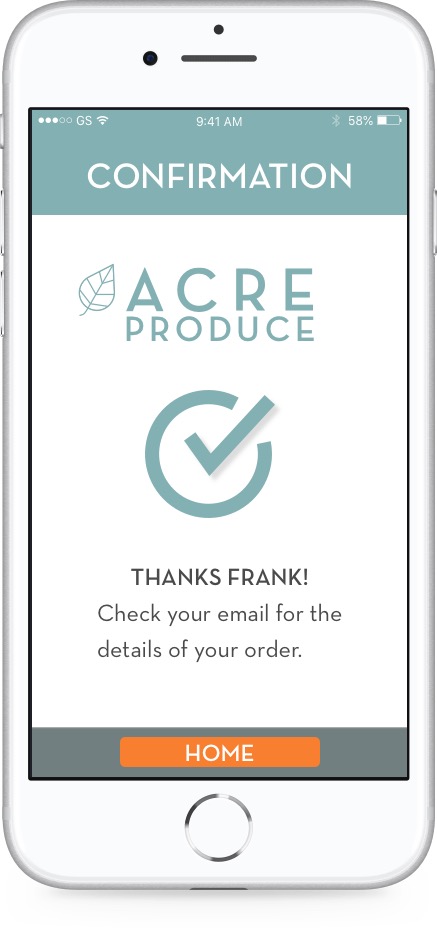 GS 9:41 AM 58%
CONFIRMATION
ACRE
PRODUCE
THANKS FRANK!
Check your email for the
details of your order.
HOME